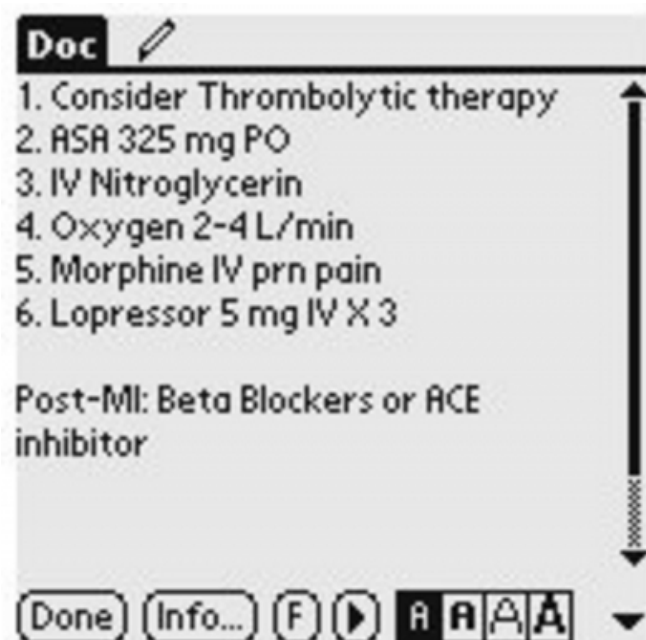 Doc
1. Consider Thrombolytic therapy
2. ASA 325 mg PO
3. IV Nitroglycerin
4. Oxygen 2-4 L/min
5. Morphine IV prn pain
6. Lopressor 5 mg IV X 3
Post-MI: Beta Blockers or ACE
inhibitor
Done Info... F A A A A